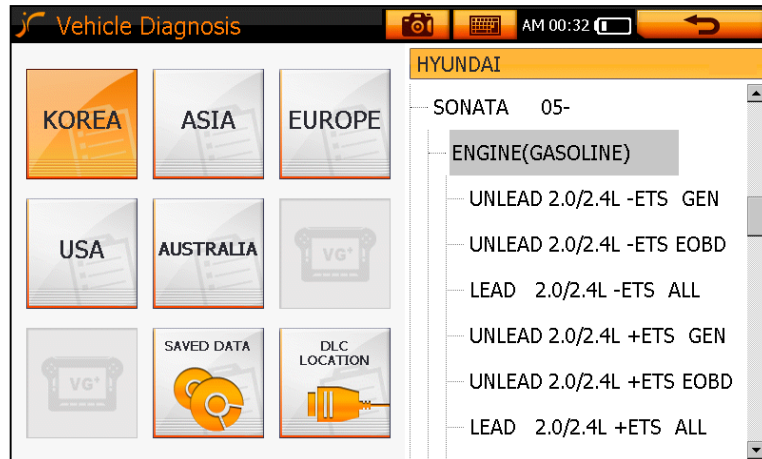 Vehicle Diagnosis
AM 00:32
KOREA
ASIA
EUROPE
USA
AUSTRALIA
VG+
VG+
SAVED DATA
DLC
LOCATION
HYUNDAI
SONATA 05-
ENGINE(GASOLINE)
UNLEAD 2.0/2.4L -ETS GEN
UNLEAD 2.0/2.4L -ETS EOBD
LEAD 2.0/2.4L -ETS ALL
UNLEAD 2.0/2.4L +ETS GEN
UNLEAD 2.0/2.4L +ETS EOBD
LEAD 2.0/2.4L +ETS ALL